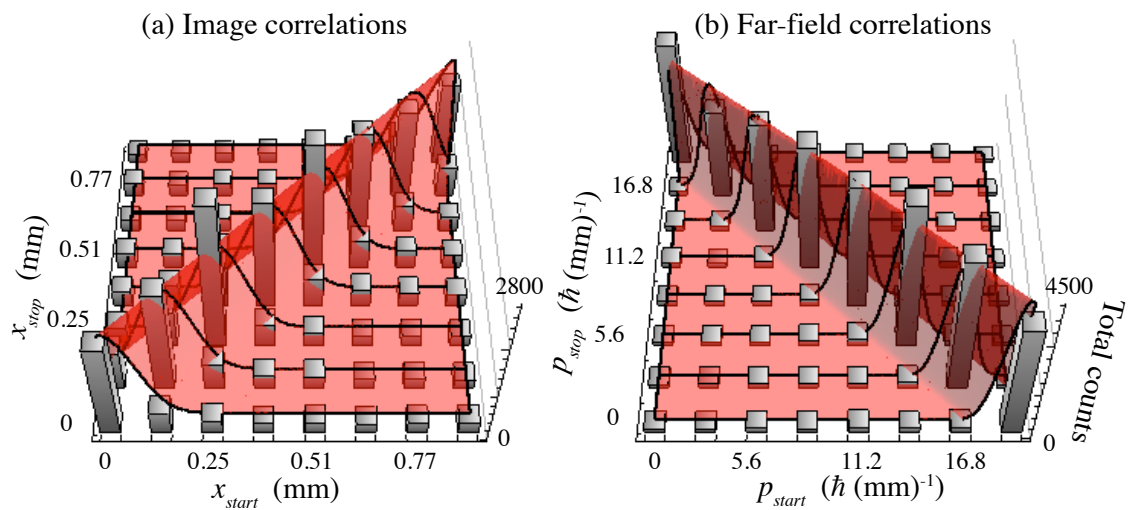 (a) Image correlations
(b) Far-field correlations
0.77
0.51
0.25
0
x_stop (mm)
2800
0
0
0.25
0.51
0.77
x_start (mm)
16.8
11.2
5.6
0
p_stop (ℏ (mm)⁻¹)
4500
0
Total counts
0
5.6
11.2
16.8
p_start (ℏ (mm)⁻¹)